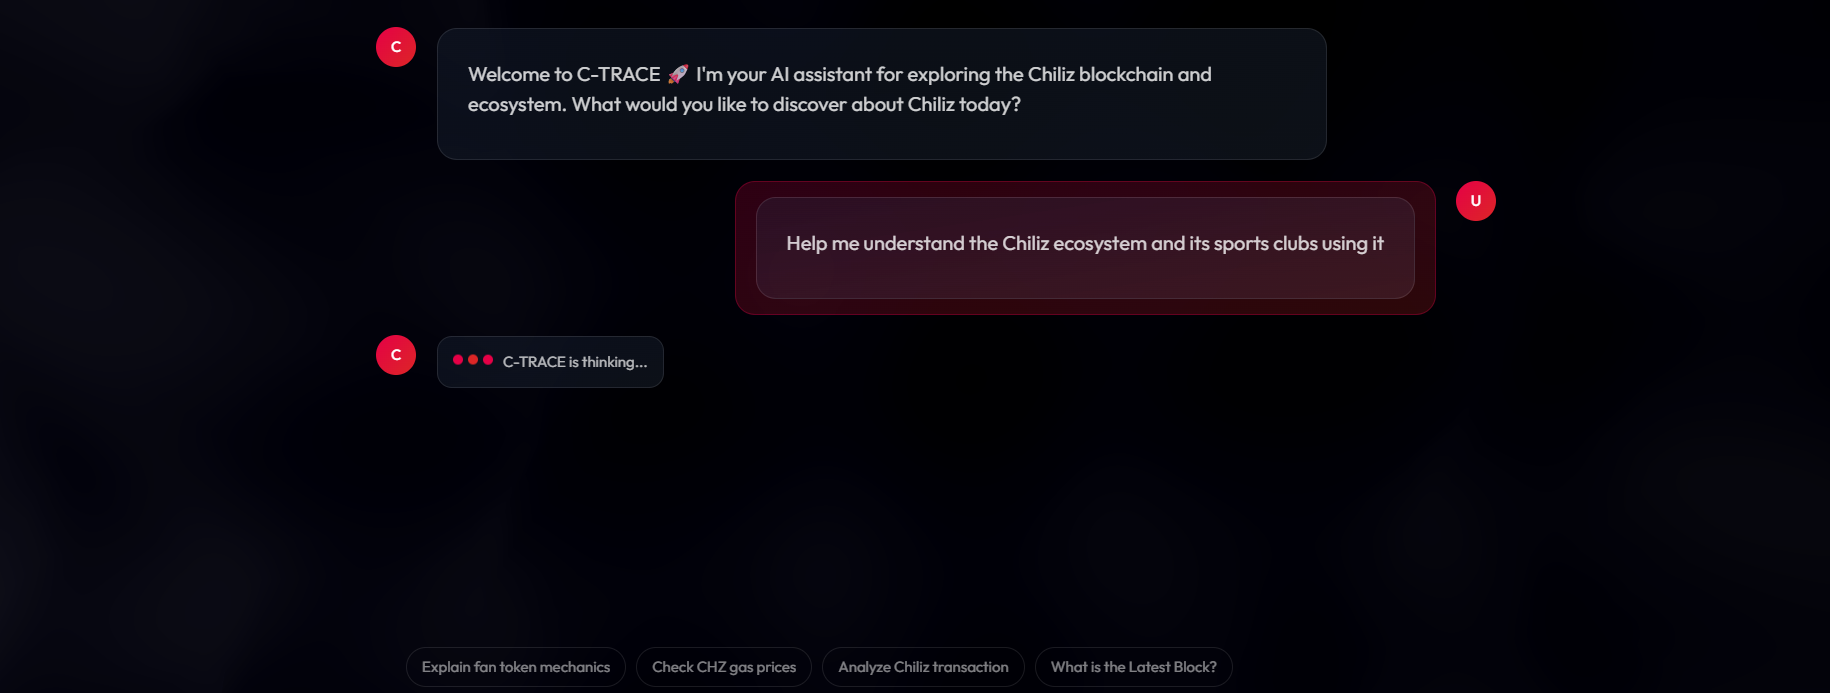 C
Welcome to C-TRACE 🚀 I'm your AI assistant for exploring the Chiliz blockchain and
ecosystem. What would you like to discover about Chiliz today?
U
Help me understand the Chiliz ecosystem and its sports clubs using it
C
C-TRACE is thinking...
Explain fan token mechanics
Check CHZ gas prices
Analyze Chiliz transaction
What is the Latest Block?